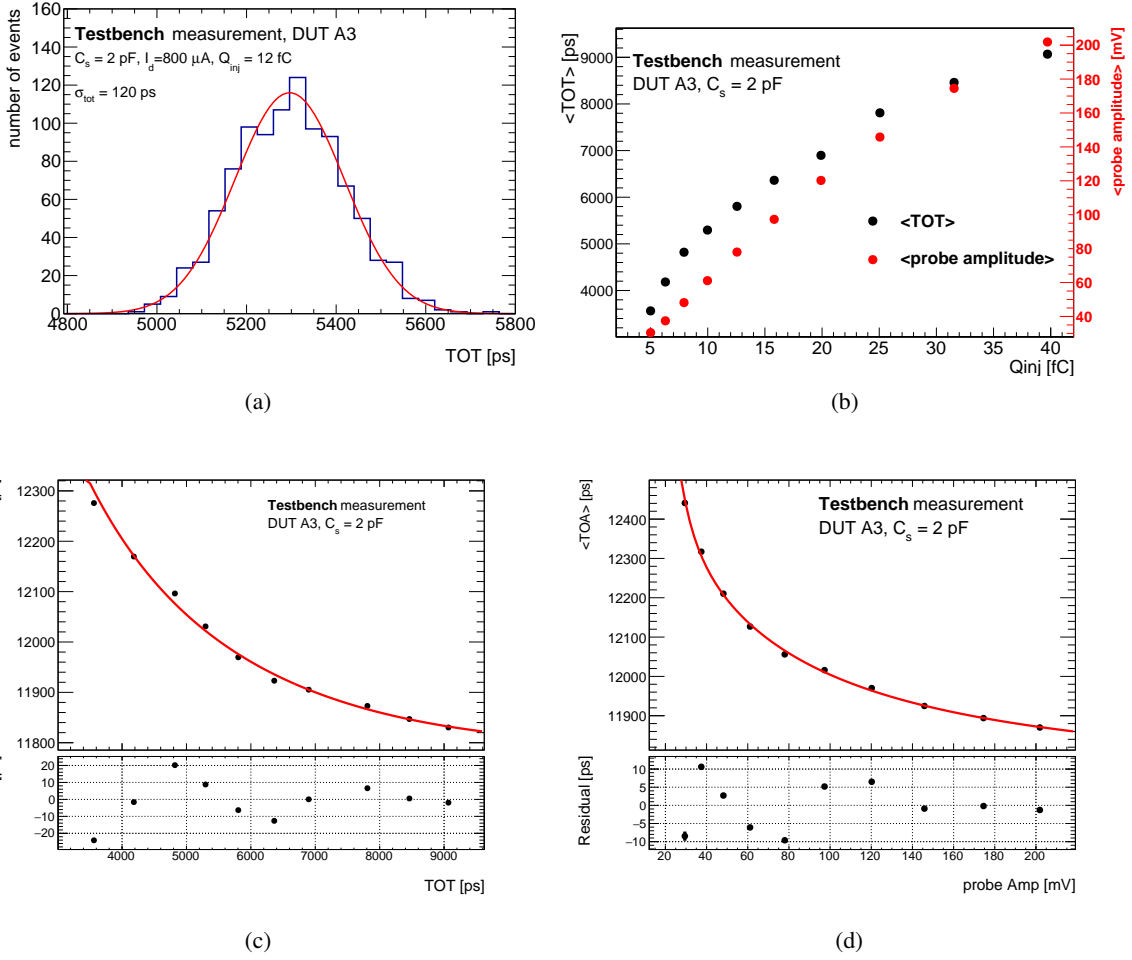 Testbench measurement, DUT A3
C_s = 2 pF, I_d=800 μA, Q_inj = 12 fC
σ_tot = 120 ps
number of events
160
140
120
100
80
60
40
20
0
4800 5000 5200 5400 5600 5800
TOT [ps]
(a)
Testbench measurement
DUT A3, C_s = 2 pF
<TOT> [ps]
9000
8000
7000
6000
5000
4000
<probe amplitude> [mV]
200
180
160
140
120
100
80
60
40
<TOT>
<probe amplitude>
5 10 15 20 25 30 35 40
Qinj [fC]
(b)
Testbench measurement
DUT A3, C_s = 2 pF
12300
12200
12100
12000
11900
11800
20
10
0
−10
−20
4000 5000 6000 7000 8000 9000
TOT [ps]
(c)
Testbench measurement
DUT A3, C_s = 2 pF
<TOA> [ps]
12400
12300
12200
12100
12000
11900
Residual [ps]
10
5
0
−5
−10
20 40 60 80 100 120 140 160 180 200
probe Amp [mV]
(d)